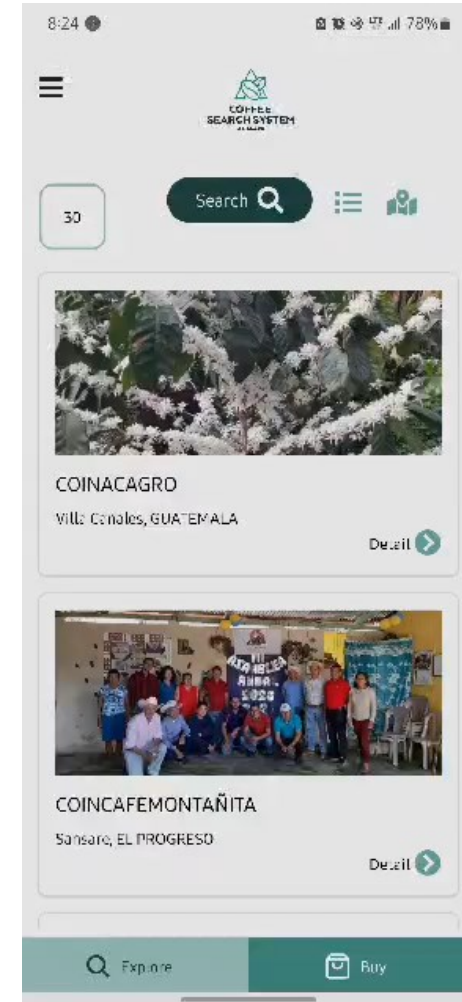 8:24
78%
COFFEE
SEARCH SYSTEM
30
Search
COINACAGRO
Villa Canales, GUATEMALA
Detail
ASAMBLEA
COINCAFEMONTAÑITA
Sansare, EL PROGRESO
Detail
Explore
Buy